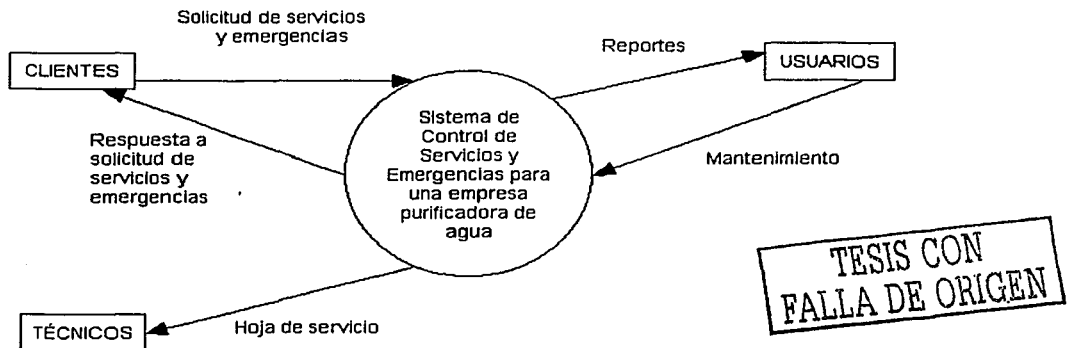 Solicitud de servicios
y emergencias
CLIENTES
Reportes
USUARIOS
Sistema de
Control de
Servicios y
Emergencias para
una empresa
purificadora de
agua
Respuesta a
solicitud de
servicios y
emergencias
Mantenimiento
TESIS CON
FALLA DE ORIGEN
TÉCNICOS
Hoja de servicio